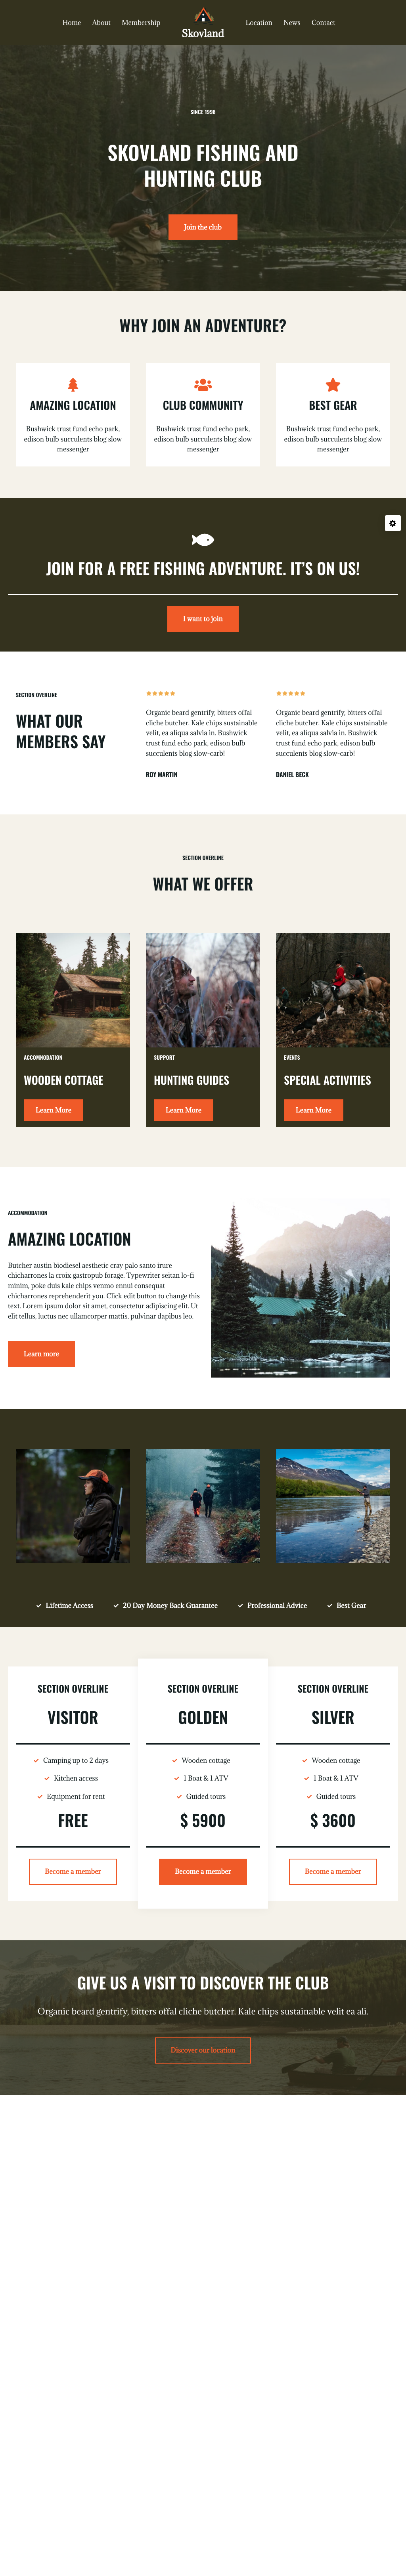 Home
About
Membership
Skovland
Location
News
Contact
SINCE 1998
SKOVLAND FISHING AND
HUNTING CLUB
Join the club
WHY JOIN AN ADVENTURE?
AMAZING LOCATION
Bushwick trust fund echo park,
edison bulb succulents blog slow
messenger
CLUB COMMUNITY
Bushwick trust fund echo park,
edison bulb succulents blog slow
messenger
BEST GEAR
Bushwick trust fund echo park,
edison bulb succulents blog slow
messenger
JOIN FOR A FREE FISHING ADVENTURE. IT'S ON US!
I want to join
SECTION OVERLINE
WHAT OUR
MEMBERS SAY
Organic beard gentrify, bitters offal
cliche butcher. Kale chips sustainable
velit, ea aliqua salvia in. Bushwick
trust fund echo park, edison bulb
succulents blog slow-carb!
ROY MARTIN
Organic beard gentrify, bitters offal
cliche butcher. Kale chips sustainable
velit, ea aliqua salvia in. Bushwick
trust fund echo park, edison bulb
succulents blog slow-carb!
DANIEL BECK
SECTION OVERLINE
WHAT WE OFFER
ACCOMMODATION
WOODEN COTTAGE
Learn More
SUPPORT
HUNTING GUIDES
Learn More
EVENTS
SPECIAL ACTIVITIES
Learn More
ACCOMMODATION
AMAZING LOCATION
Butcher austin biodiesel aesthetic cray palo santo irure
chicharrones la croix gastropub forage. Typewriter seitan lo-fi
minim, poke duis kale chips venmo ennui consequat
chicharrones reprehenderit you. Click edit button to change this
text. Lorem ipsum dolor sit amet, consectetur adipiscing elit. Ut
elit tellus, luctus nec ullamcorper mattis, pulvinar dapibus leo.
Learn more
Lifetime Access
20 Day Money Back Guarantee
Professional Advice
Best Gear
SECTION OVERLINE
VISITOR
Camping up to 2 days
Kitchen access
Equipment for rent
FREE
Become a member
SECTION OVERLINE
GOLDEN
Wooden cottage
1 Boat & 1 ATV
Guided tours
$ 5900
Become a member
SECTION OVERLINE
SILVER
Wooden cottage
1 Boat & 1 ATV
Guided tours
$ 3600
Become a member
GIVE US A VISIT TO DISCOVER THE CLUB
Organic beard gentrify, bitters offal cliche butcher. Kale chips sustainable velit ea ali.
Discover our location